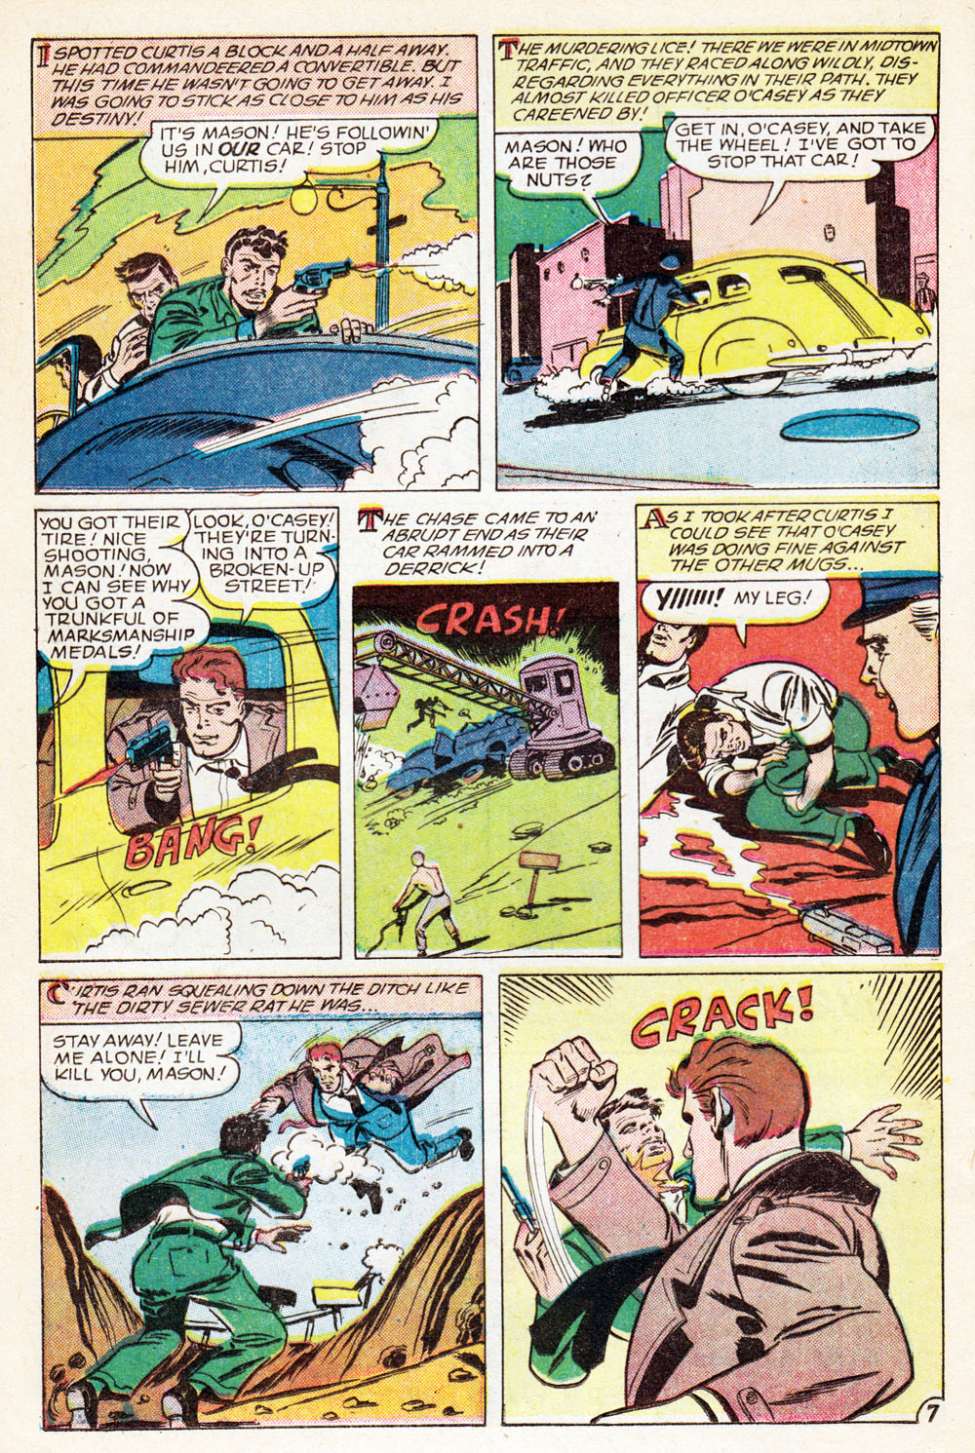 I SPOTTED CURTIS A BLOCK AND A HALF AWAY.
HE HAD COMMANDEERED A CONVERTIBLE. BUT
THIS TIME HE WASN'T GOING TO GET AWAY. I
WAS GOING TO STICK AS CLOSE TO HIM AS HIS
DESTINY!
IT'S MASON! HE'S FOLLOWIN'
US IN OUR CAR! STOP
HIM, CURTIS!
THE MURDERING LICE! THERE WE WERE IN MIDTOWN
TRAFFIC, AND THEY RACED ALONG WILDLY, DIS-
REGARDING EVERYTHING IN THEIR PATH. THEY
ALMOST KILLED OFFICER O'CASEY AS THEY
CAREENED BY!
MASON! WHO
ARE THOSE
NUTS?
GET IN, O'CASEY, AND TAKE
THE WHEEL! I'VE GOT TO
STOP THAT CAR!
YOU GOT THEIR
TIRE! NICE
SHOOTING,
MASON! NOW
I CAN SEE WHY
YOU GOT A
TRUNKFUL OF
MARKSMANSHIP
MEDALS!
LOOK, O'CASEY!
THEY'RE TURN-
ING INTO A
BROKEN-UP
STREET!
BANG!
THE CHASE CAME TO AN
ABRUPT END AS THEIR
CAR RAMMED INTO A
DERRICK!
CRASH!
AS I TOOK AFTER CURTIS I
COULD SEE THAT O'CASEY
WAS DOING FINE AGAINST
THE OTHER MUGS...
YIIIIII! MY LEG!
CURTIS RAN SQUEALING DOWN THE DITCH LIKE
THE DIRTY SEWER RAT HE WAS...
STAY AWAY! LEAVE
ME ALONE! I'LL
KILL YOU, MASON!
CRACK!
7